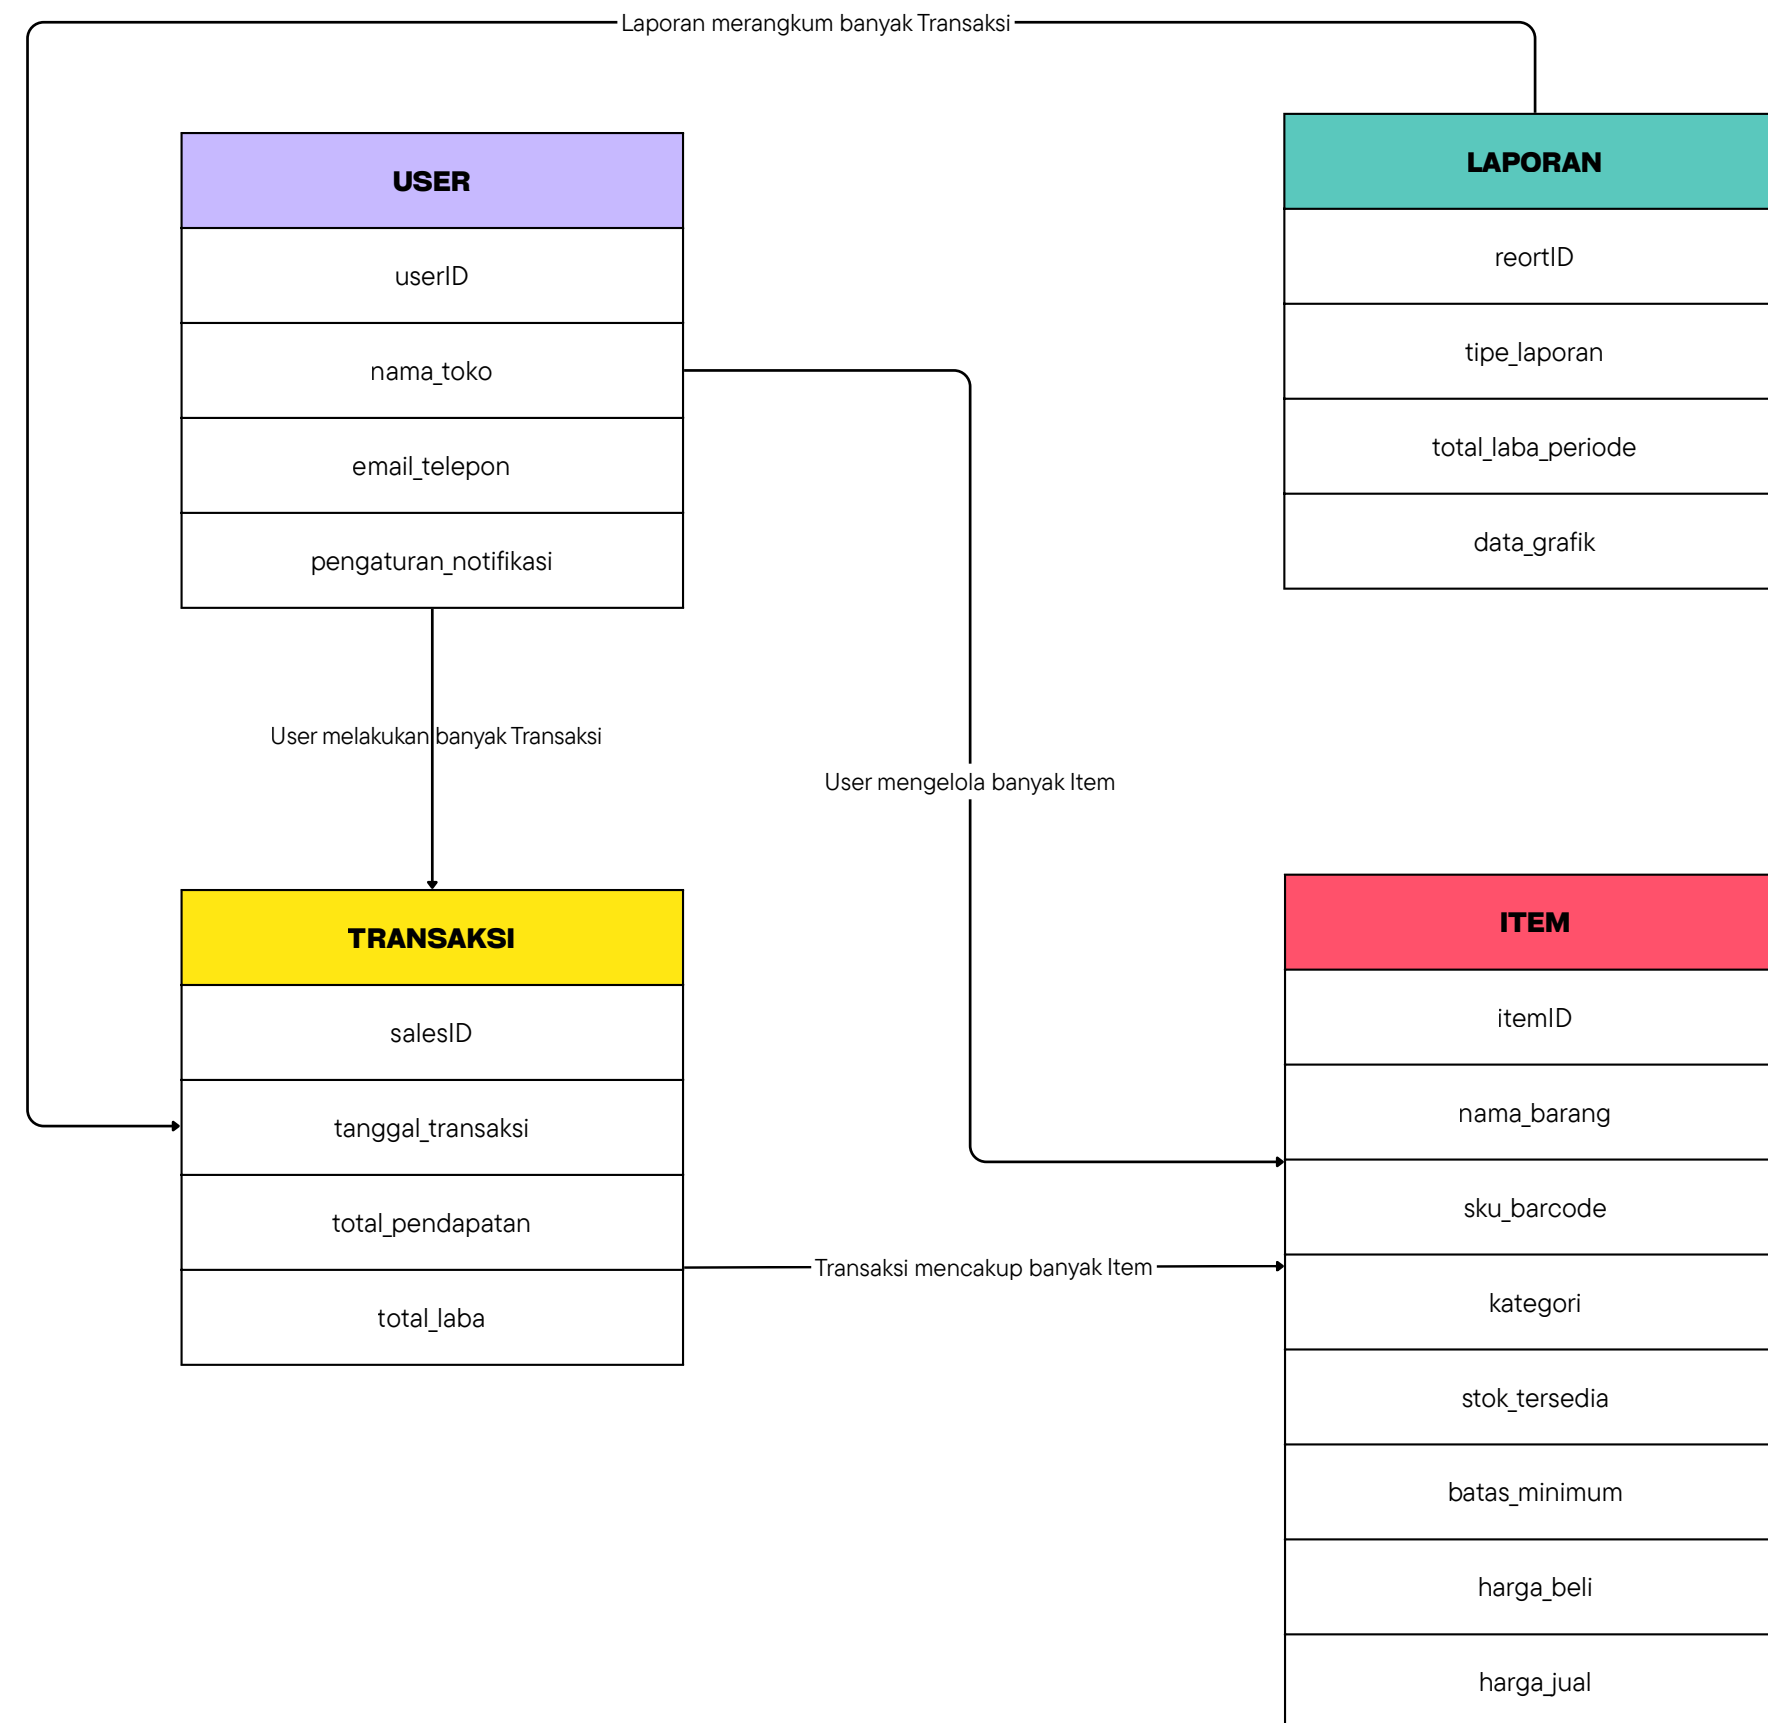 Laporan merangkum banyak Transaksi
USER
userID
nama_toko
email_telepon
pengaturan_notifikasi
LAPORAN
reortID
tipe_laporan
total_laba_periode
data_grafik
User melakukan banyak Transaksi
User mengelola banyak Item
TRANSAKSI
salesID
tanggal_transaksi
total_pendapatan
total_laba
Transaksi mencakup banyak Item
ITEM
itemID
nama_barang
sku_barcode
kategori
stok_tersedia
batas_minimum
harga_beli
harga_jual